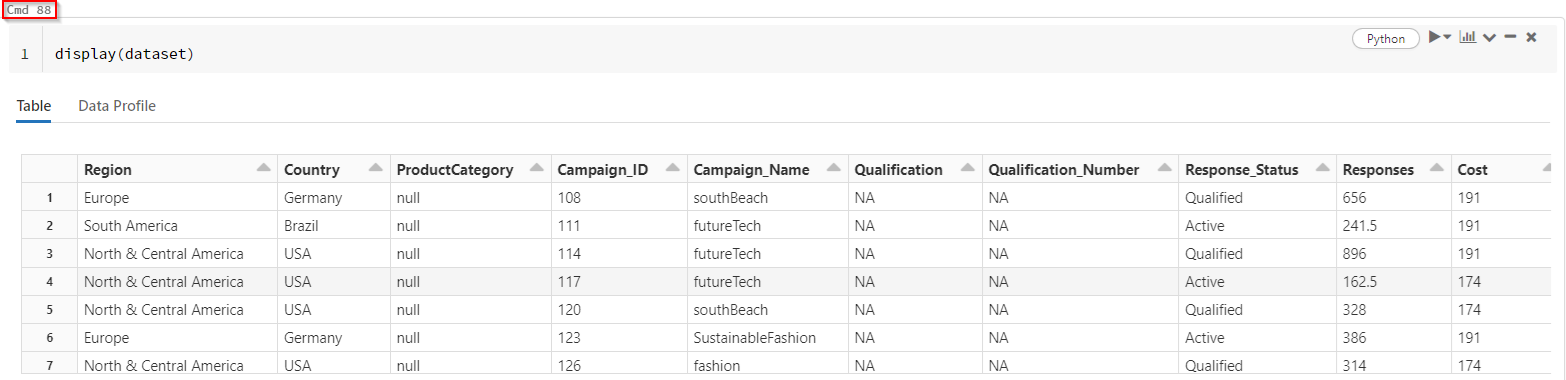 Cmd 88
1 display(dataset) Python
Table Data Profile
Region Country ProductCategory Campaign_ID Campaign_Name Qualification Qualification_Number Response_Status Responses Cost
1 Europe Germany null 108 southBeach NA NA Qualified 656 191
2 South America Brazil null 111 futureTech NA NA Active 241.5 191
3 North & Central America USA null 114 futureTech NA NA Qualified 896 191
4 North & Central America USA null 117 futureTech NA NA Active 162.5 174
5 North & Central America USA null 120 southBeach NA NA Qualified 328 174
6 Europe Germany null 123 SustainableFashion NA NA Active 386 191
7 North & Central America USA null 126 fashion NA NA Qualified 314 174